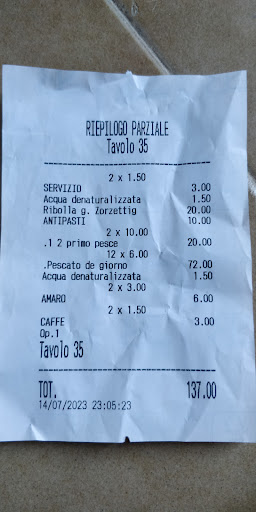 RIEPILOGO PARZIALE
Tavolo 35
2 x 1.50
SERVIZIO 3.00
Acqua denaturalizzata 1.50
Ribolla g. Zorzettig 20.00
ANTIPASTI 10.00
2 x 10.00
.1 2 primo pesce 20.00
12 x 6.00
.Pescato de giorno 72.00
Acqua denaturalizzata 1.50
2 x 3.00
AMARO 6.00
2 x 1.50
CAFFE 3.00
Op.1
Tavolo 35
TOT. 137.00
14/07/2023 23:05:23